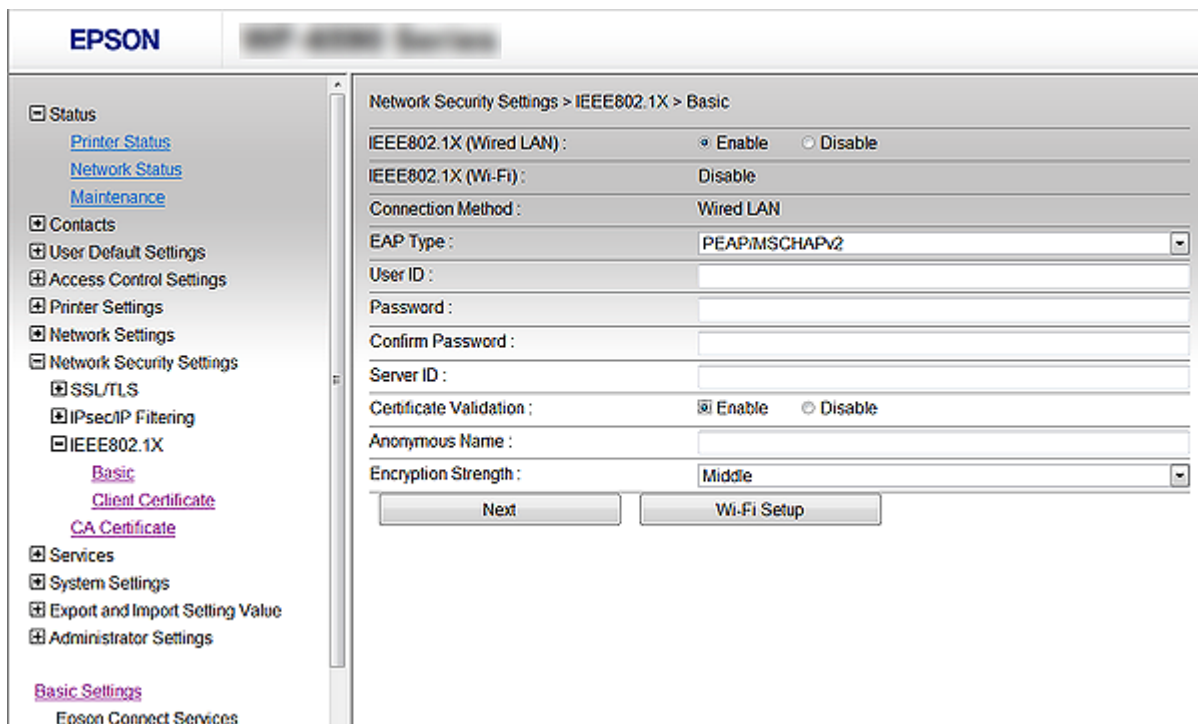 EPSON
Status
Printer Status
Network Status
Maintenance
Contacts
User Default Settings
Access Control Settings
Printer Settings
Network Settings
Network Security Settings
SSL/TLS
IPsec/IP Filtering
IEEE802.1X
Basic
Client Certificate
CA Certificate
Services
System Settings
Export and Import Setting Value
Administrator Settings
Basic Settings
Epson Connect Services
Network Security Settings > IEEE802.1X > Basic
IEEE802.1X (Wired LAN) : Enable Disable
IEEE802.1X (Wi-Fi) : Disable
Connection Method : Wired LAN
EAP Type : PEAP/MSCHAPv2
User ID :
Password :
Confirm Password :
Server ID :
Certificate Validation : Enable Disable
Anonymous Name :
Encryption Strength : Middle
Next Wi-Fi Setup